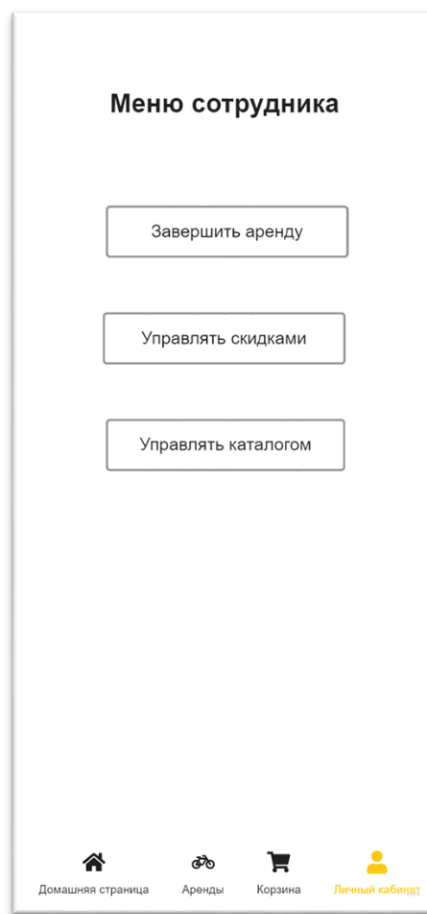 Меню сотрудника
Завершить аренду
Управлять скидками
Управлять каталогом
Домашняя страница
Аренды
Корзина
Личный кабинет